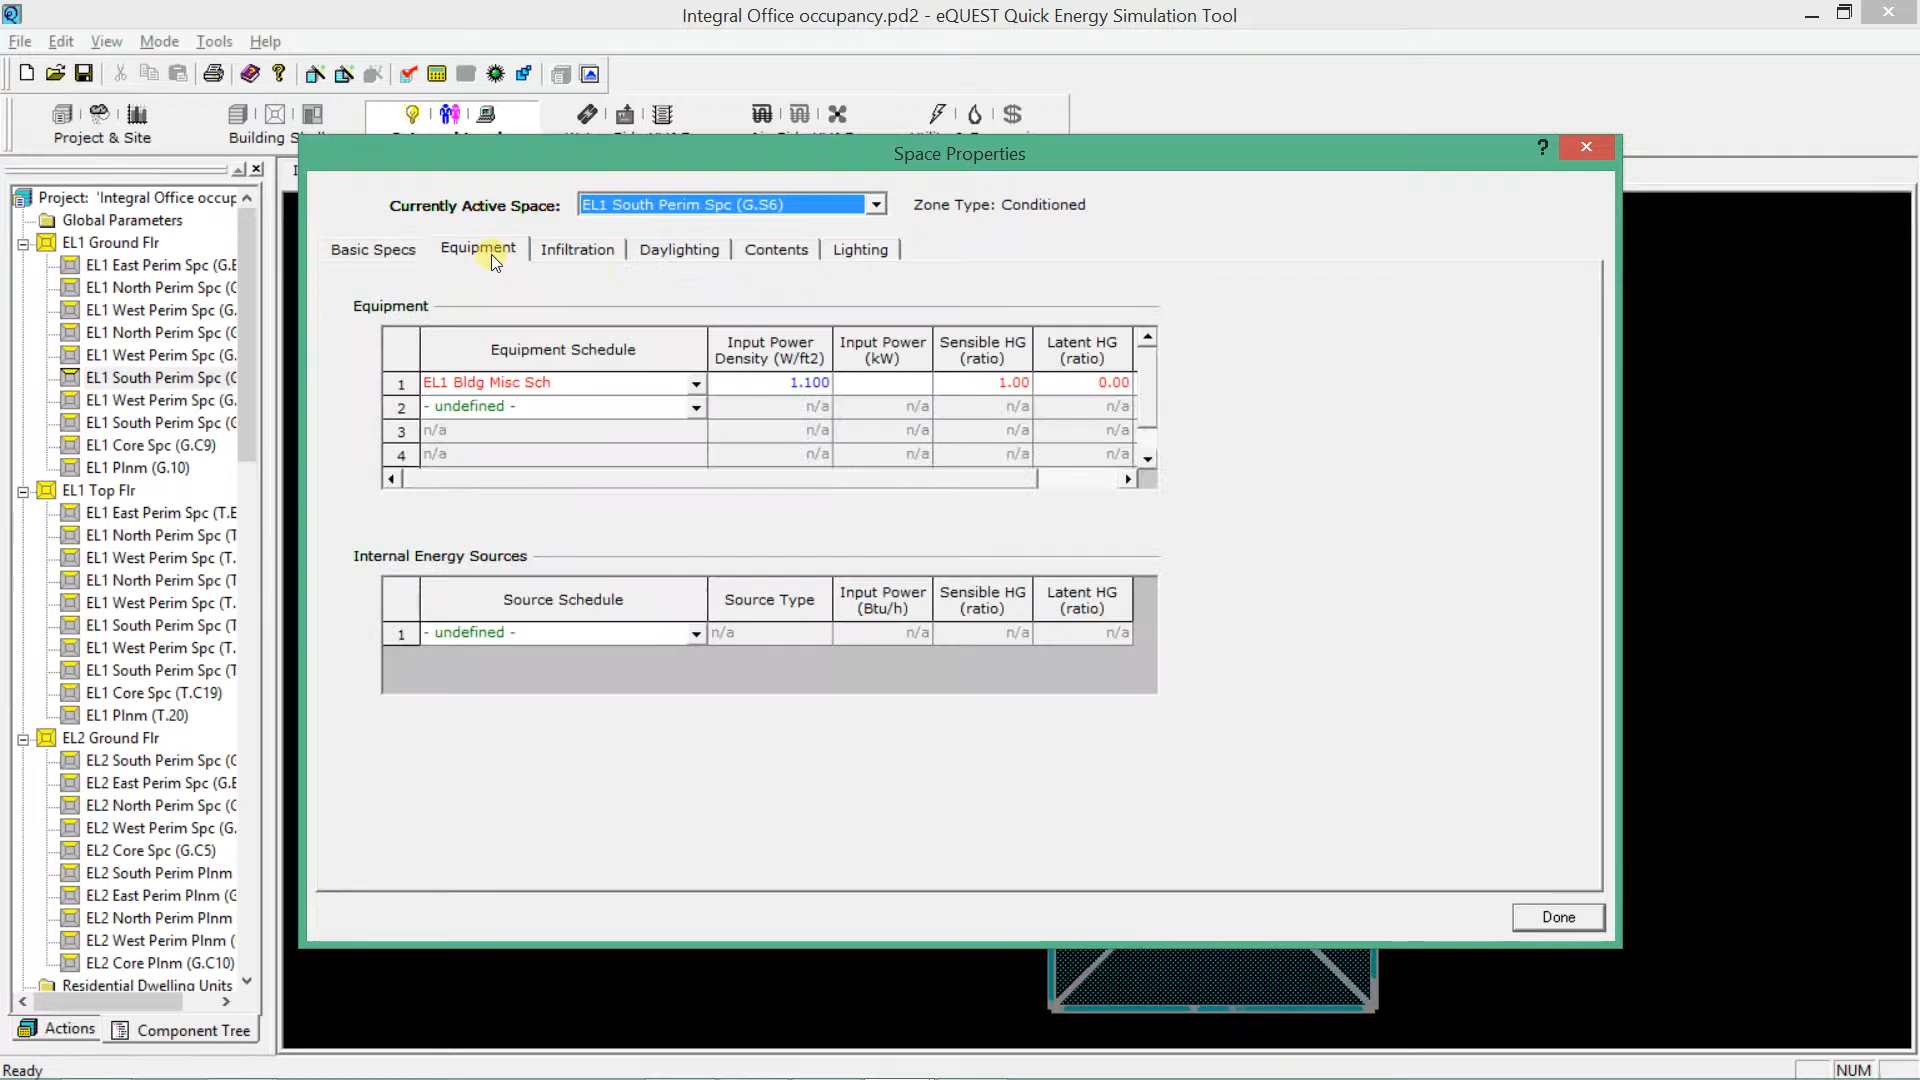 Integral Office occupancy.pd2 - eQUEST Quick Energy Simulation Tool
File Edit View Mode Tools Help
Project & Site
Building
Space Properties
Currently Active Space: EL1 South Perim Spc (G.S6) Zone Type: Conditioned
Basic Specs Equipment Infiltration Daylighting Contents Lighting
Equipment
Equipment Schedule Input Power Density (W/ft2) Input Power (kW) Sensible HG (ratio) Latent HG (ratio)
1 EL1 Bldg Misc Sch 1.100 1.00 0.00
2 - undefined - n/a n/a n/a n/a
3 n/a n/a n/a n/a n/a
4 n/a n/a n/a n/a n/a
Internal Energy Sources
Source Schedule Source Type Input Power (Btu/h) Sensible HG (ratio) Latent HG (ratio)
1 - undefined - n/a n/a n/a n/a
Done
Project: 'Integral Office occup
Global Parameters
EL1 Ground Flr
EL1 East Perim Spc (G.E
EL1 North Perim Spc (G
EL1 West Perim Spc (G.
EL1 North Perim Spc (G
EL1 West Perim Spc (G.
EL1 South Perim Spc (G
EL1 West Perim Spc (G.
EL1 South Perim Spc (G
EL1 Core Spc (G.C9)
EL1 Plnm (G.10)
EL1 Top Flr
EL1 East Perim Spc (T.E
EL1 North Perim Spc (T
EL1 West Perim Spc (T.
EL1 North Perim Spc (T
EL1 West Perim Spc (T.
EL1 South Perim Spc (T
EL1 West Perim Spc (T.
EL1 South Perim Spc (T
EL1 Core Spc (T.C19)
EL1 Plnm (T.20)
EL2 Ground Flr
EL2 South Perim Spc (G
EL2 East Perim Spc (G.E
EL2 North Perim Spc (G
EL2 West Perim Spc (G.
EL2 Core Spc (G.C5)
EL2 South Perim Plnm
EL2 East Perim Plnm (G
EL2 North Perim Plnm
EL2 West Perim Plnm (
EL2 Core Plnm (G.C10)
Residential Dwelling Units
Actions Component Tree
Ready NUM